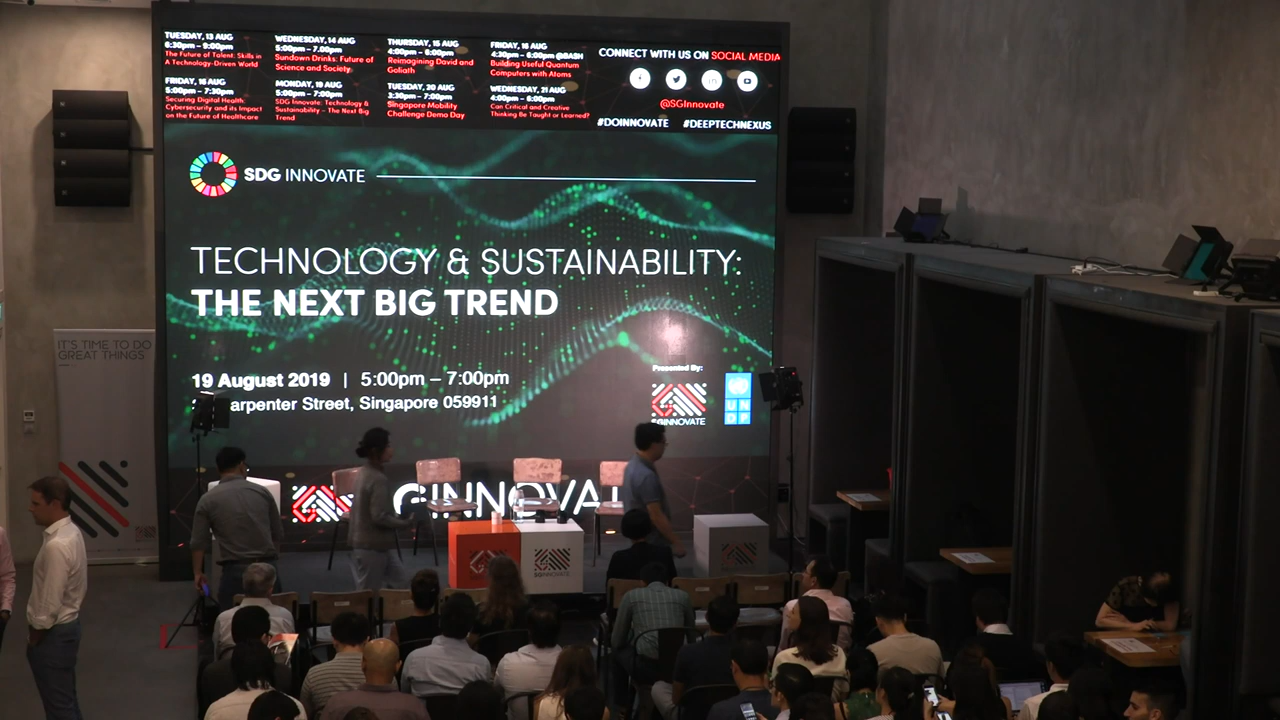 TUESDAY, 13 AUG
6:30pm - 9:00pm
The Future of Talent: Skills in
A Technology-Driven World
WEDNESDAY, 14 AUG
5:00pm - 7:00pm
Sundown Drinks: Future of
Science and Society
THURSDAY, 15 AUG
4:00pm - 6:00pm
Reimagining David and
Goliath
FRIDAY, 16 AUG
4:30pm - 6:00pm @BASH
Building Useful Quantum
Computers with Atoms
CONNECT WITH US ON SOCIAL MEDIA
@SGInnovate
#DOINNOVATE #DEEPTECHNEXUS
FRIDAY, 16 AUG
5:00pm - 7:30pm
Securing Digital Health:
Cybersecurity and its Impact
on the Future of Healthcare
MONDAY, 19 AUG
5:00pm - 7:00pm
SDG Innovate: Technology &
Sustainability - The Next Big
Trend
TUESDAY, 20 AUG
3:30pm - 7:00pm
Singapore Mobility
Challenge Demo Day
WEDNESDAY, 21 AUG
4:00pm - 6:00pm
Can Critical and Creative
Thinking Be Taught or Learned?
SDG INNOVATE
TECHNOLOGY & SUSTAINABILITY:
THE NEXT BIG TREND
19 August 2019 | 5:00pm – 7:00pm
arpenter Street, Singapore 059911
Presented By:
SGINNOVATE
UNDP
IT'S TIME TO DO
GREAT THINGS
GINNOVA
SGINNOVATE